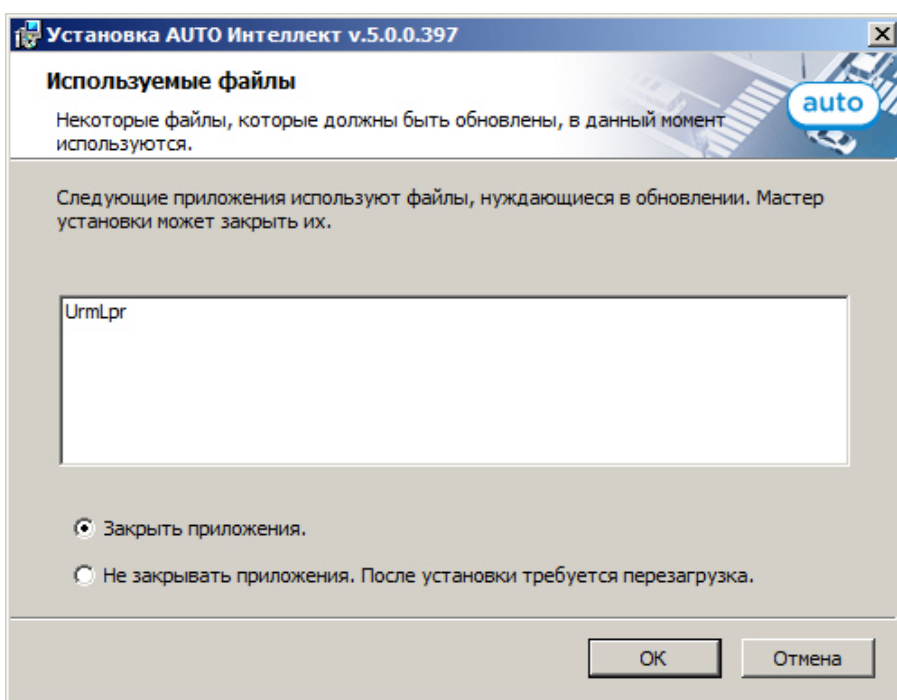 Установка AUTO Интеллект v.5.0.0.397
Используемые файлы
auto
Некоторые файлы, которые должны быть обновлены, в данный момент
используются.
Следующие приложения используют файлы, нуждающиеся в обновлении. Мастер
установки может закрыть их.
UrmLpr
Закрыть приложения.
Не закрывать приложения. После установки требуется перезагрузка.
OK
Отмена